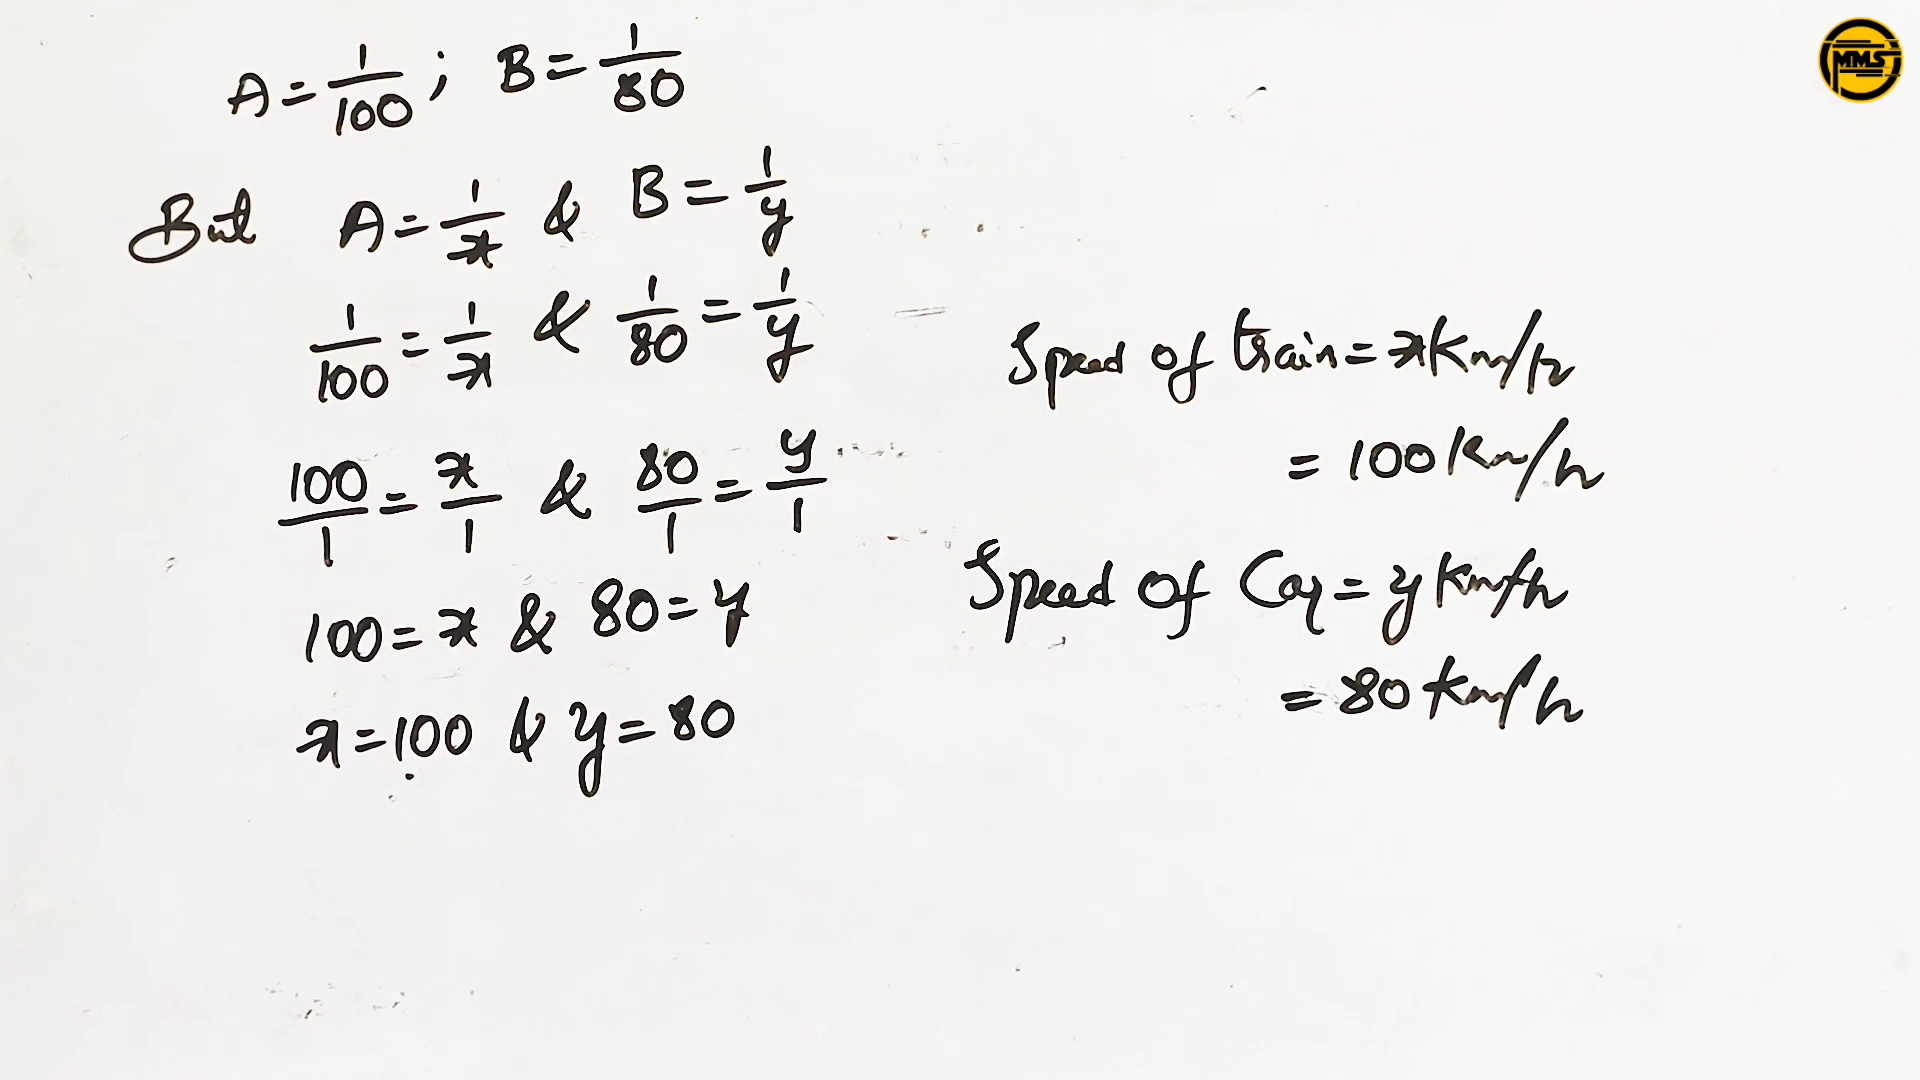 A = 1/100 ; B = 1/80
But A = 1/x & B = 1/y
1/100 = 1/x & 1/80 = 1/y
100/1 = x/1 & 80/1 = y/1
100 = x & 80 = y
x = 100 & y = 80
Speed of train = x Km/h
= 100 Km/h
Speed of Car = y Km/h
= 80 Km/h
MMS